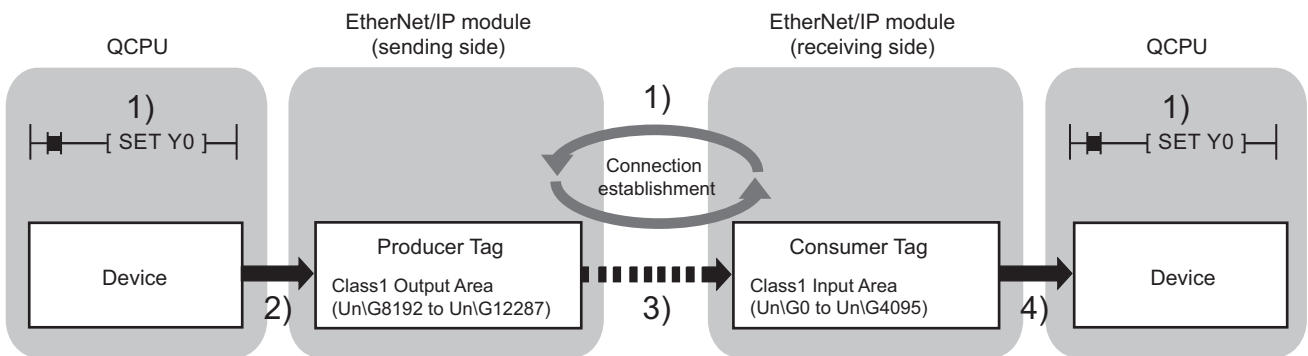 QCPU
EtherNet/IP module
(sending side)
EtherNet/IP module
(receiving side)
QCPU
1)
[ SET Y0 ]
1)
Connection
establishment
1)
[ SET Y0 ]
Device
2)
Producer Tag
Class1 Output Area
(Un\G8192 to Un\G12287)
3)
Consumer Tag
Class1 Input Area
(Un\G0 to Un\G4095)
4)
Device